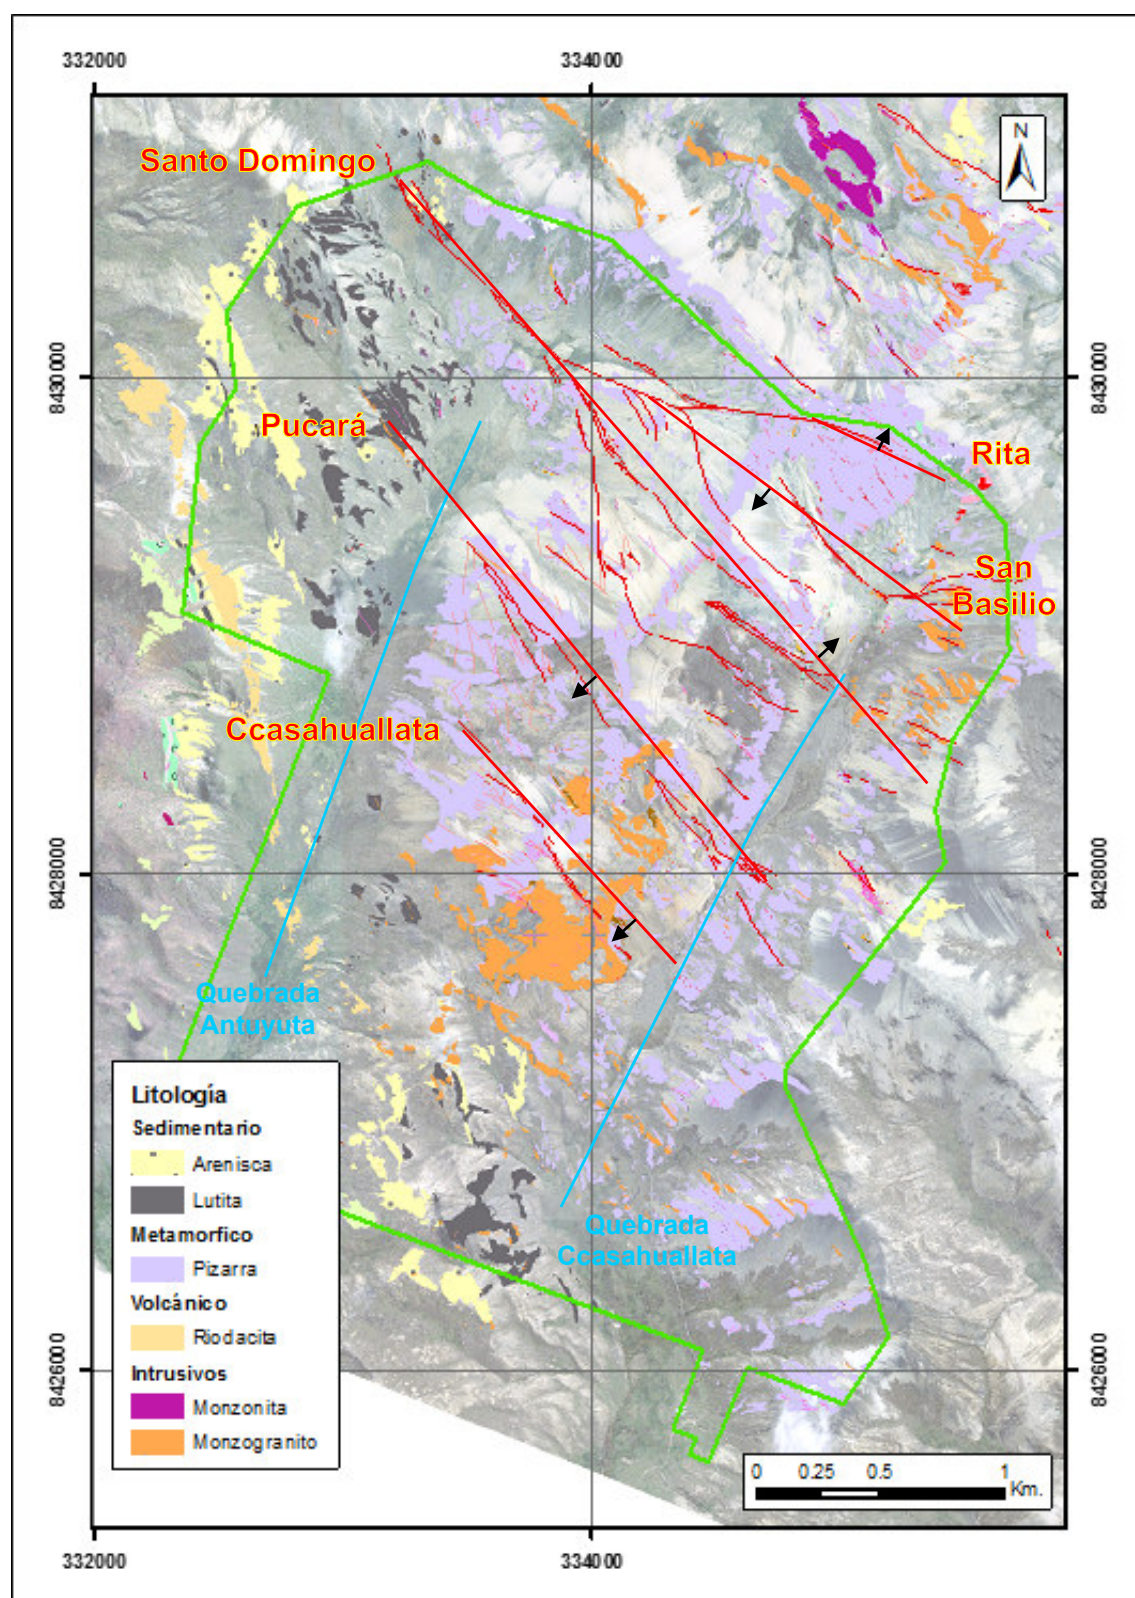 332000
334000
N
Santo Domingo
8430000
8430000
Pucará
Rita
San
Basilio
Ccasahuallata
8428000
8428000
Quebrada
Antuyuta
Litología
Sedimentario
Arenisca
Lutita
Metamorfico
Pizarra
Volcánico
Riodacita
Intrusivos
Monzonita
Monzogranito
Quebrada
Ccasahuallata
8426000
8426000
0 0.25 0.5 1
Km.
332000
334000